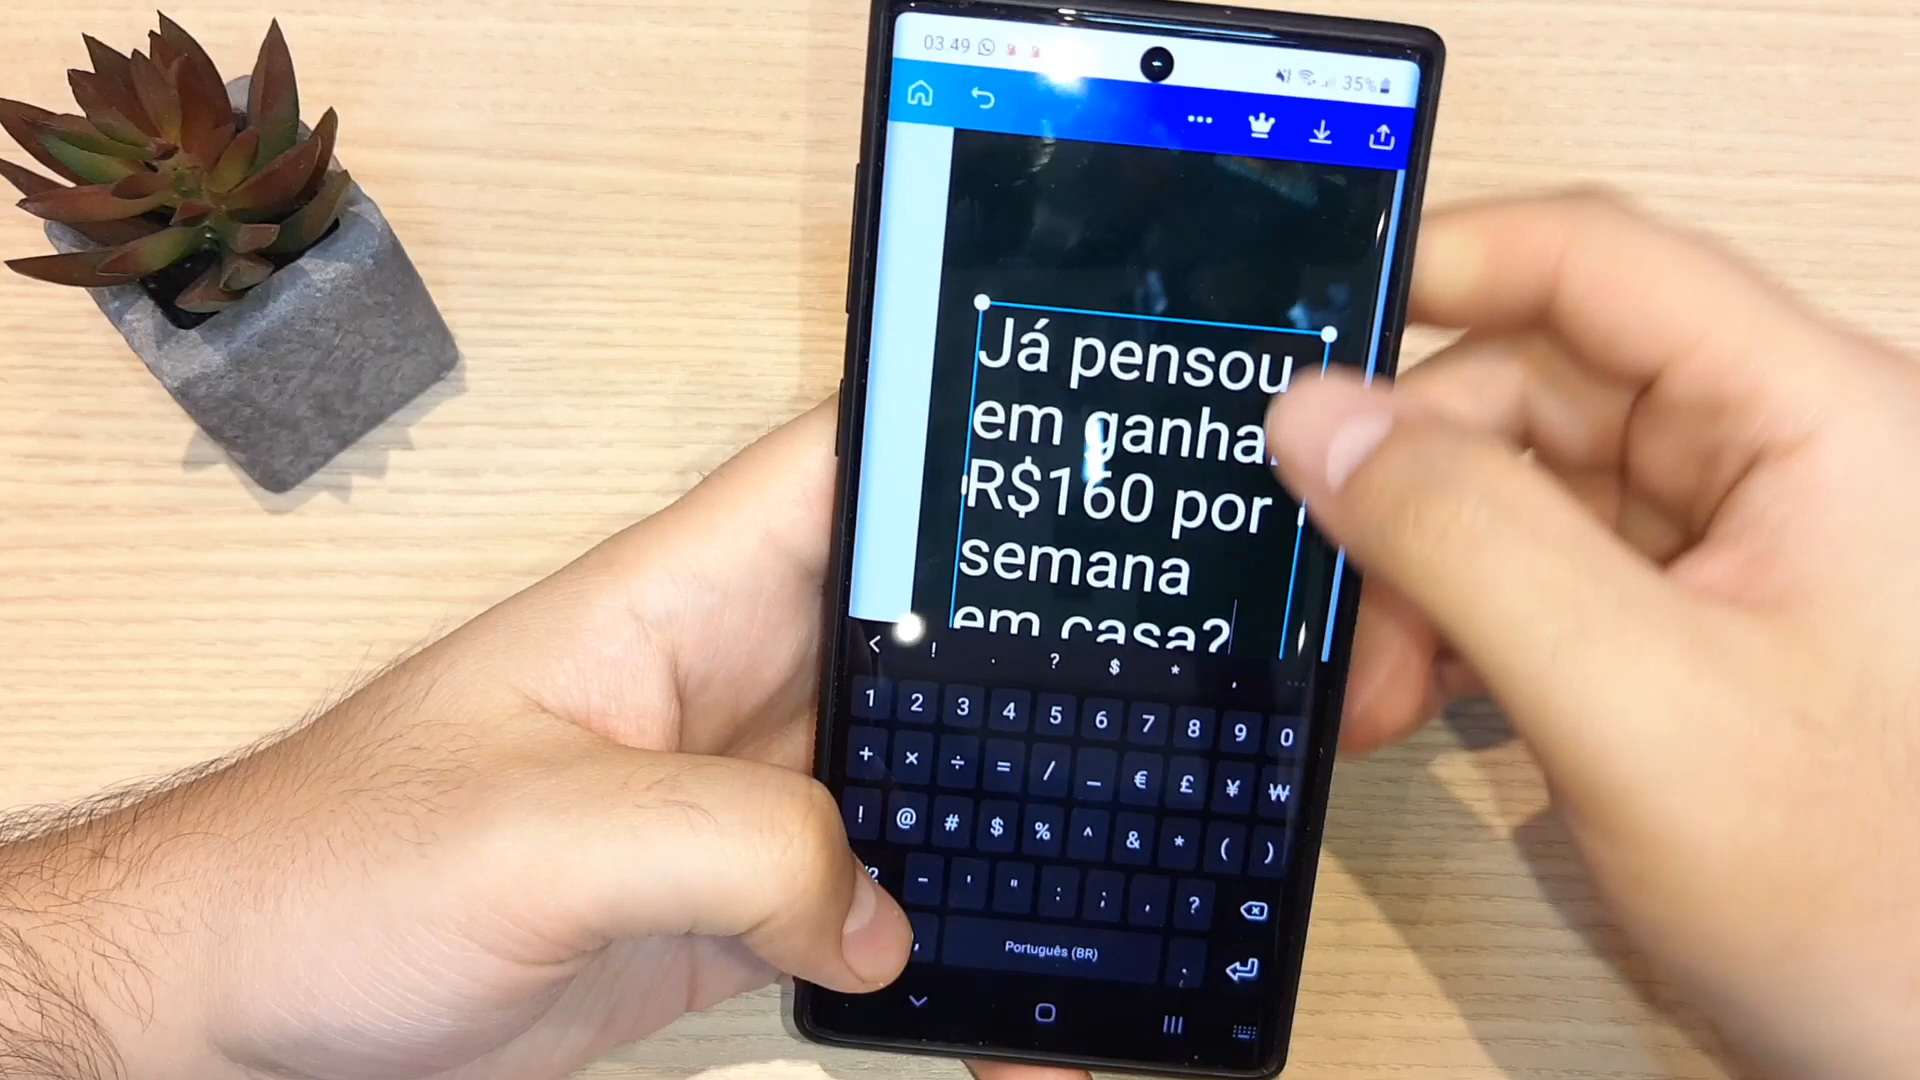 03 49
35%
Já pensou
em ganhar
R$160 por
semana
em casa?
! . ? $ * ,
1 2 3 4 5 6 7 8 9 0
+ × ÷ = / _ € £ ¥ ₩
! @ # $ % ^ & * ( )
- ' " : ; , ?
, Português (BR) .